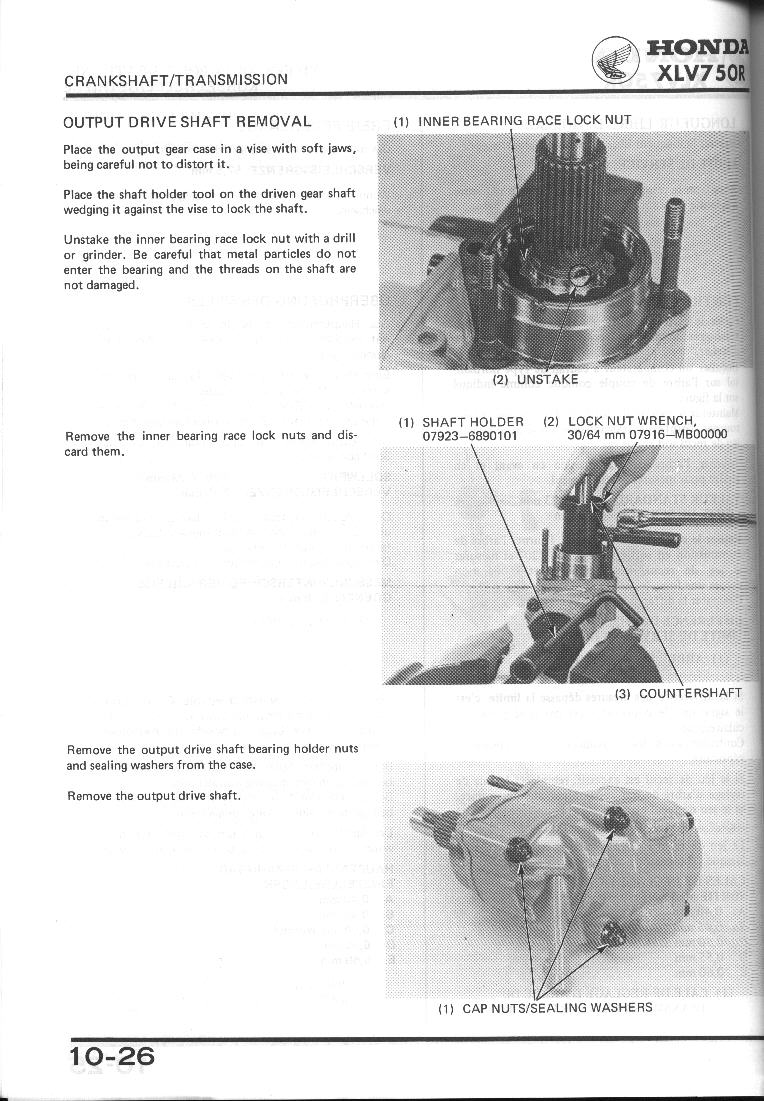 HONDA
XLV750R
CRANKSHAFT/TRANSMISSION
OUTPUT DRIVE SHAFT REMOVAL
Place the output gear case in a vise with soft jaws,
being careful not to distort it.
Place the shaft holder tool on the driven gear shaft
wedging it against the vise to lock the shaft.
Unstake the inner bearing race lock nut with a drill
or grinder. Be careful that metal particles do not
enter the bearing and the threads on the shaft are
not damaged.
(1) INNER BEARING RACE LOCK NUT
(2) UNSTAKE
Remove the inner bearing race lock nuts and dis-
card them.
(1) SHAFT HOLDER
07923–6890101
(2) LOCK NUT WRENCH,
30/64 mm 07916–MB00000
(3) COUNTERSHAFT
Remove the output drive shaft bearing holder nuts
and sealing washers from the case.
Remove the output drive shaft.
(1) CAP NUTS/SEALING WASHERS
10-26